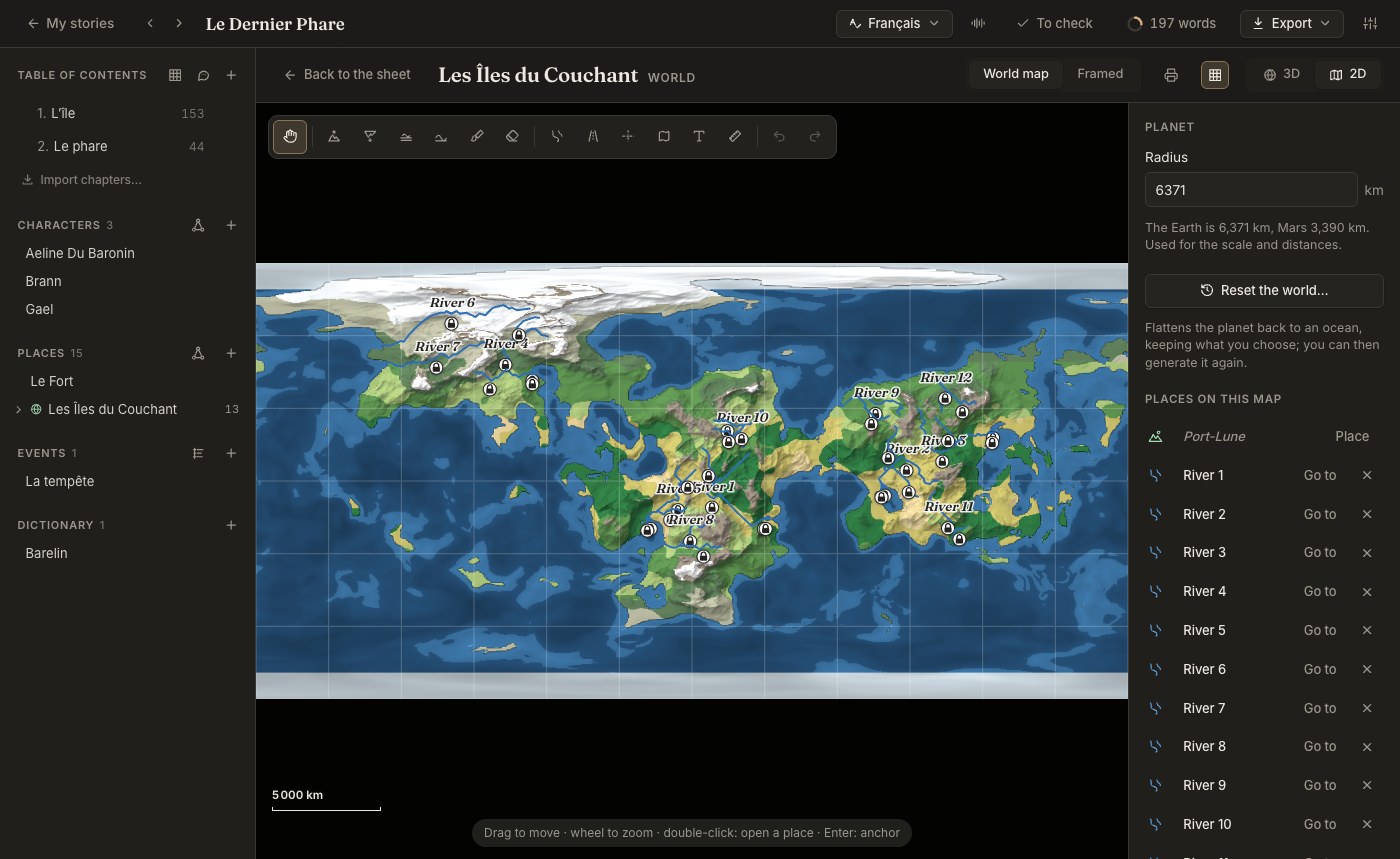 My stories
Le Dernier Phare
Français
To check
197 words
Export
TABLE OF CONTENTS
1. L'île 153
2. Le phare 44
Import chapters...
CHARACTERS 3
Aeline Du Baronin
Brann
Gael
PLACES 15
Le Fort
Les Îles du Couchant 13
EVENTS 1
La tempête
DICTIONARY 1
Barelin
Back to the sheet
Les Îles du Couchant WORLD
World map
Framed
3D
2D
River 6
River 7
River 4
River 12
River 9
River 10
River 2
River 1
River 8
River 11
5 000 km
Drag to move · wheel to zoom · double-click: open a place · Enter: anchor
PLANET
Radius
6371 km
The Earth is 6,371 km, Mars 3,390 km.
Used for the scale and distances.
Reset the world...
Flattens the planet back to an ocean,
keeping what you choose; you can then
generate it again.
PLACES ON THIS MAP
Port-Lune Place
River 1 Go to
River 2 Go to
River 3 Go to
River 4 Go to
River 5 Go to
River 6 Go to
River 7 Go to
River 8 Go to
River 9 Go to
River 10 Go to